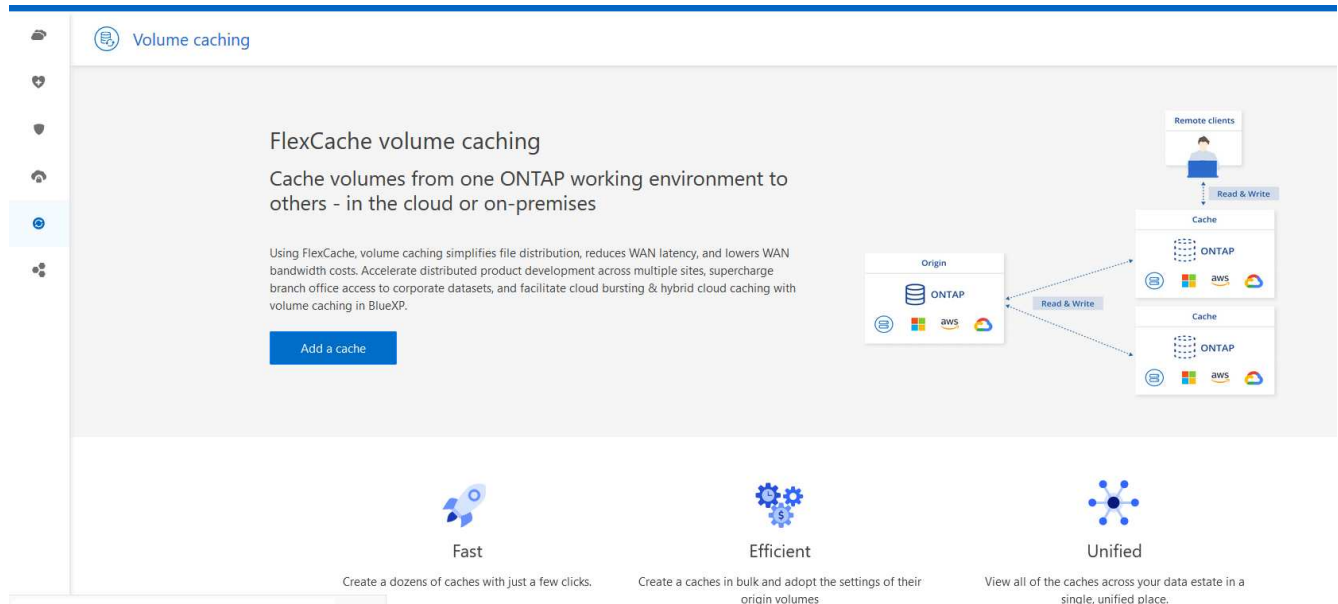 Volume caching
FlexCache volume caching
Cache volumes from one ONTAP working environment to
others - in the cloud or on-premises
Using FlexCache, volume caching simplifies file distribution, reduces WAN latency, and lowers WAN
bandwidth costs. Accelerate distributed product development across multiple sites, supercharge
branch office access to corporate datasets, and facilitate cloud bursting & hybrid cloud caching with
volume caching in BlueXP.
Add a cache
Remote clients
Read & Write
Cache
ONTAP
aws
Origin
ONTAP
aws
Read & Write
Cache
ONTAP
aws
Fast
Create a dozens of caches with just a few clicks.
Efficient
Create a caches in bulk and adopt the settings of their
origin volumes
Unified
View all of the caches across your data estate in a
single, unified place.